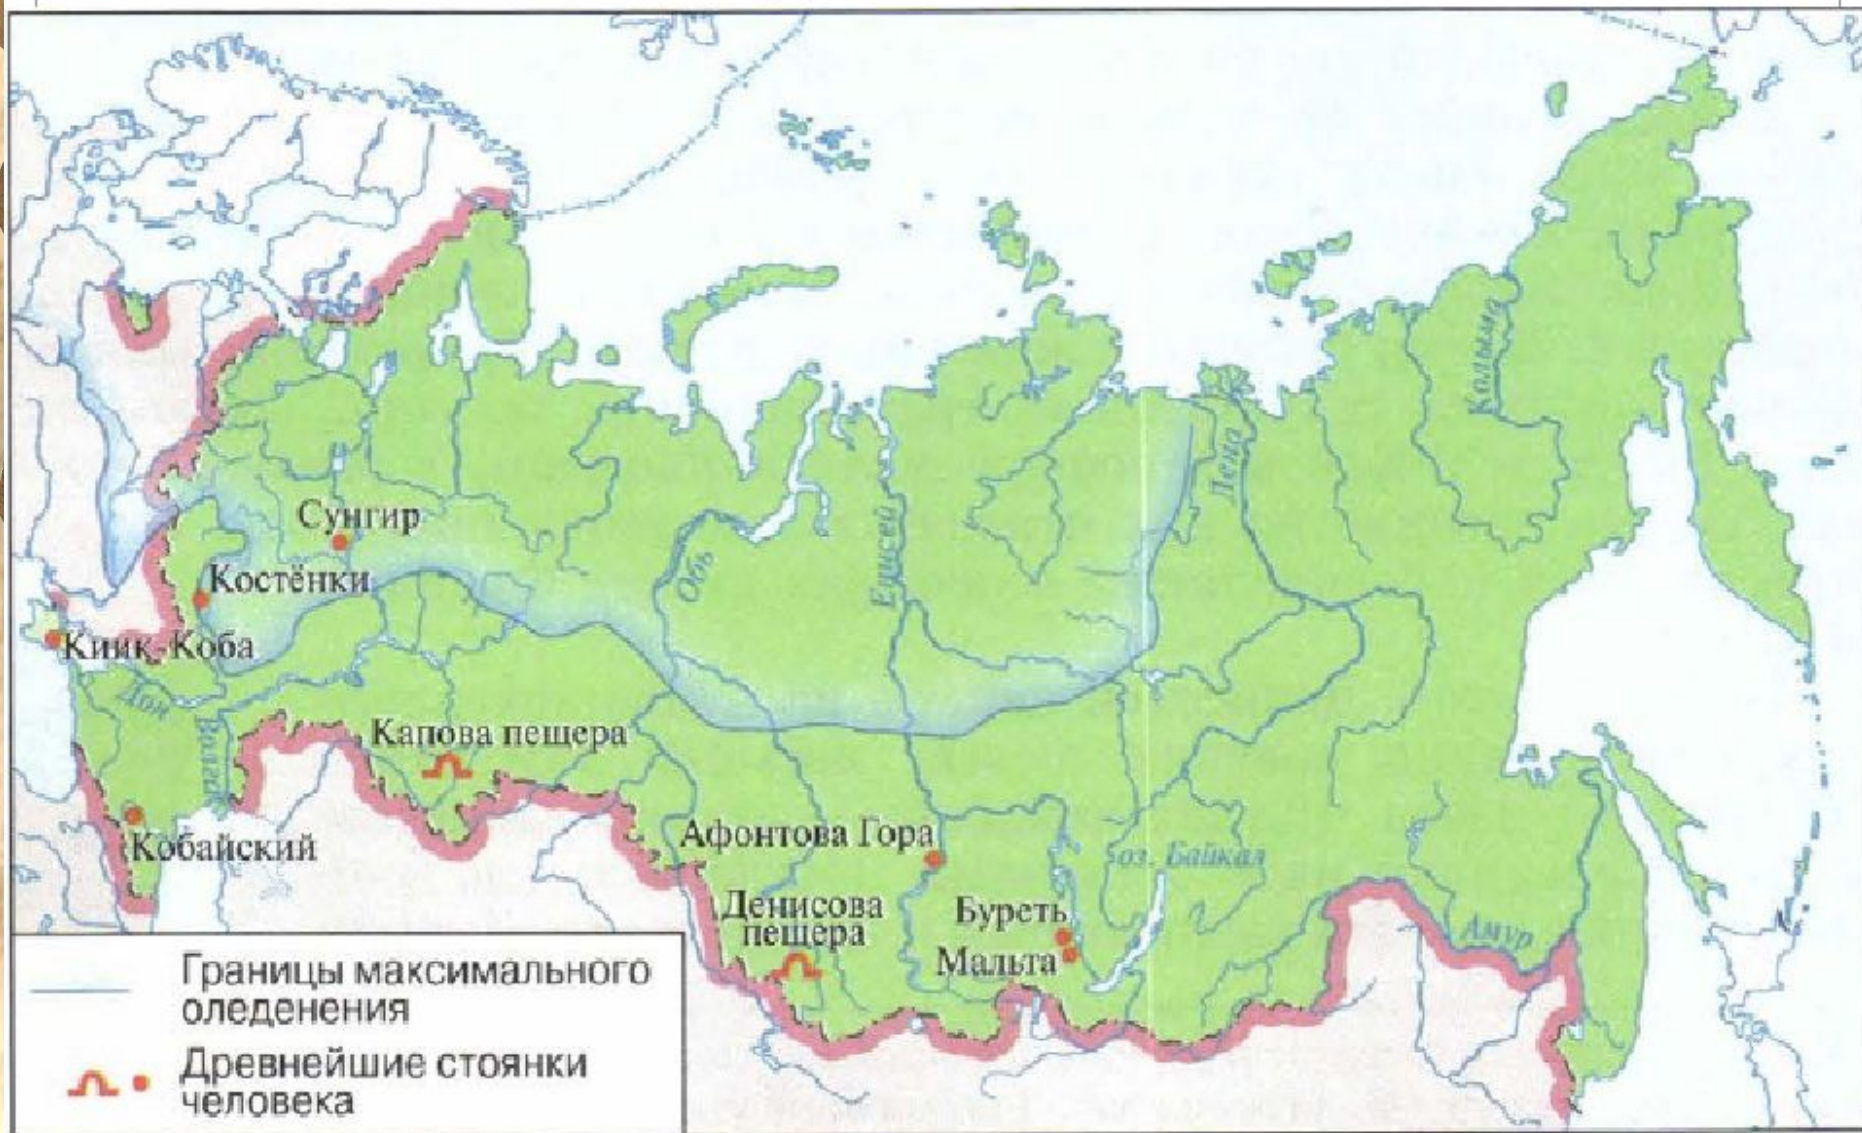 Колыма
Лена
Сунгир
Енисей
Обь
Костёнки
Киик-Коба
Дон
Волга
Капова пещера
Афонтова Гора
Кобайский
оз. Байкал
Денисова
пещера
Буреть
Мальта
Амур
Границы максимального
оледенения
Древнейшие стоянки
человека